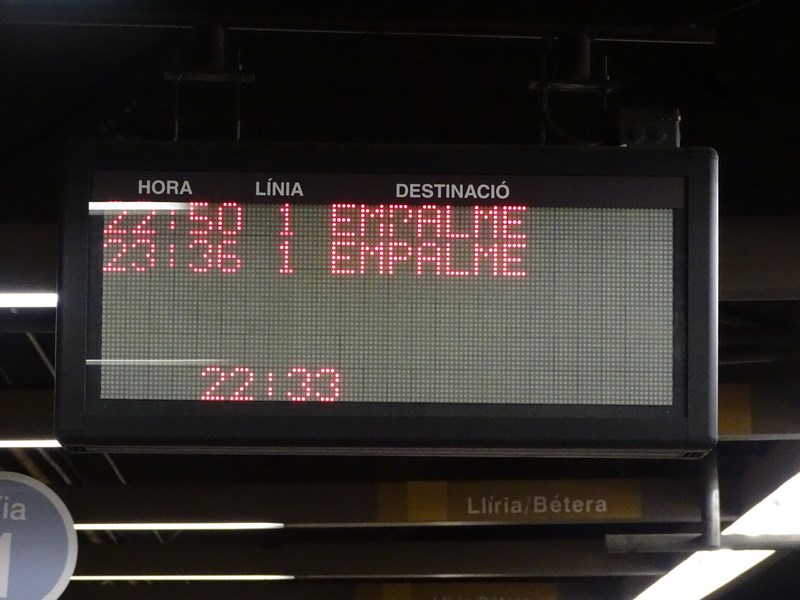 HORA LÍNIA DESTINACIÓ
22:50 1 EMPALME
23:36 1 EMPALME
22:33
Llíria/Bétera